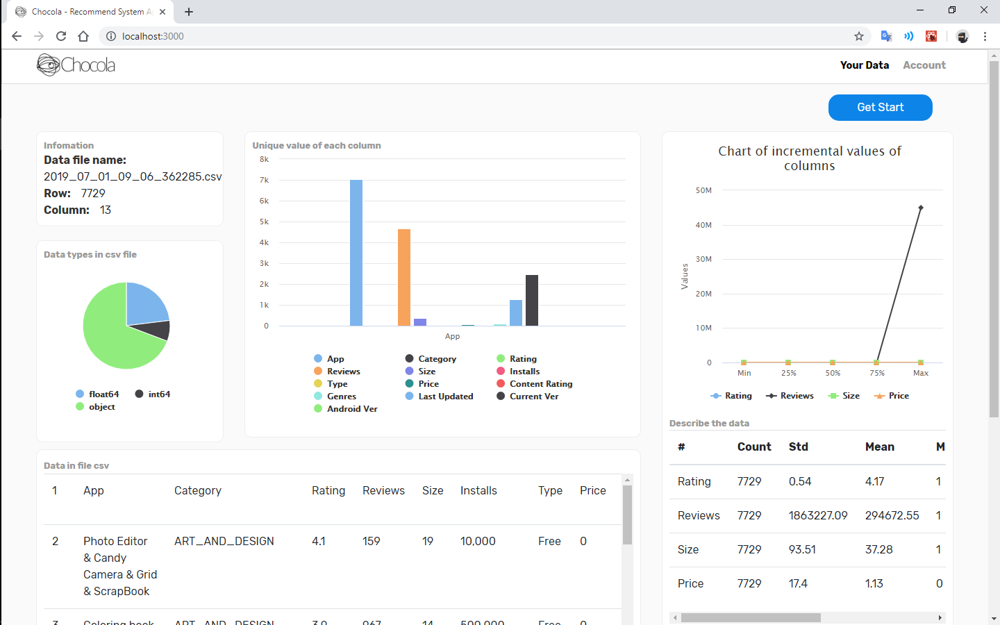 Chocola - Recommend System A
localhost:3000
Chocola
Your Data
Account
Get Start
Infomation
Data file name:
2019_07_01_09_06_362285.csv
Row: 7729
Column: 13
Data types in csv file
float64
int64
object
Unique value of each column
8k
7k
6k
5k
4k
3k
2k
1k
0
App
App
Category
Rating
Reviews
Size
Installs
Type
Price
Content Rating
Genres
Last Updated
Current Ver
Android Ver
Chart of incremental values of
columns
Values
50M
40M
30M
20M
10M
0
Min 25% 50% 75% Max
Rating Reviews Size Price
Describe the data
# Count Std Mean M
Rating 7729 0.54 4.17 1
Reviews 7729 1863227.09 294672.55 1
Size 7729 93.51 37.28 1
Price 7729 17.4 1.13 0
Data in file csv
1 App Category Rating Reviews Size Installs Type Price
2 Photo Editor ART_AND_DESIGN 4.1 159 19 10,000 Free 0
& Candy
Camera & Grid
& ScrapBook
3 Coloring book ART_AND_DESIGN 3.9 967 14 500,000 Free 0